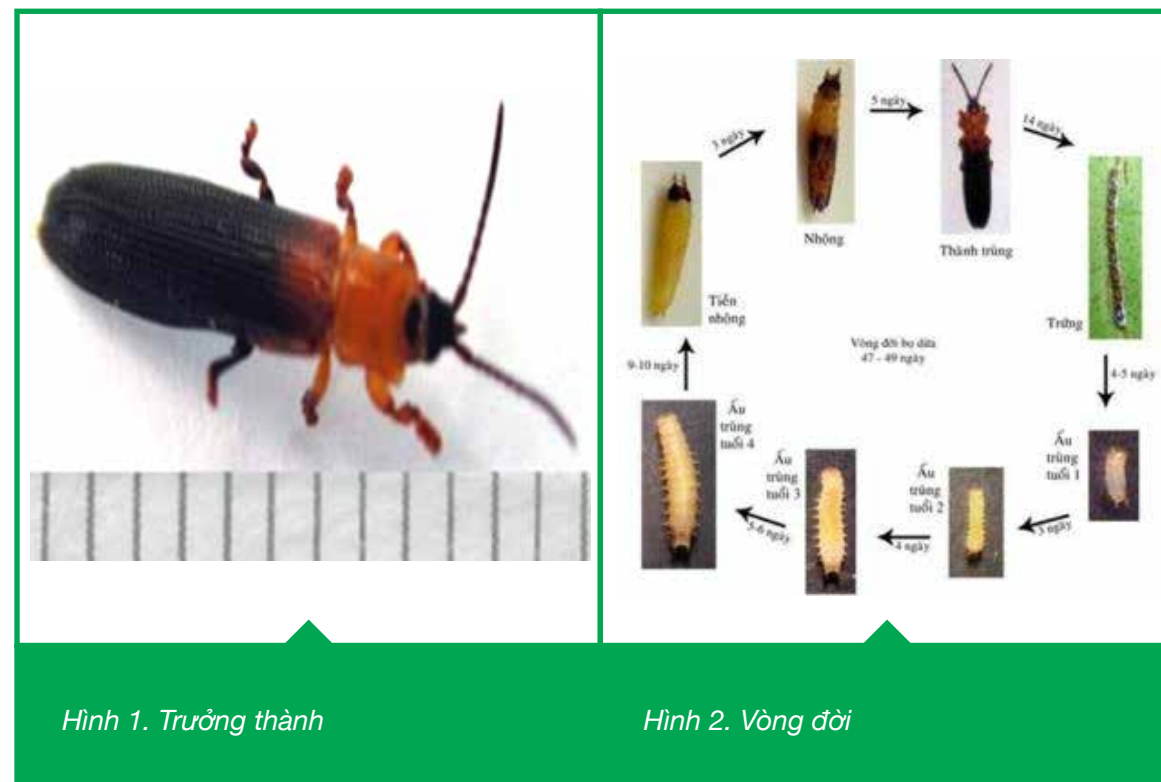 5 ngày
14 ngày
3 ngày
Nhộng
Thành trùng
Tiền
nhộng
Trứng
Vòng đời bọ dừa
47 - 49 ngày
9-10 ngày
4-5 ngày
Ấu
trùng
tuổi 4
Ấu
trùng
tuổi 3
Ấu
trùng
tuổi 2
Ấu
trùng
tuổi 1
5-6 ngày
4 ngày
Hình 1. Trưởng thành
Hình 2. Vòng đời